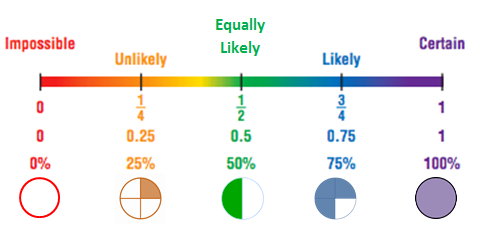 Equally
Likely
Impossible Unlikely Likely Certain
0 1/4 1/2 3/4 1
0 0.25 0.5 0.75 1
0% 25% 50% 75% 100%